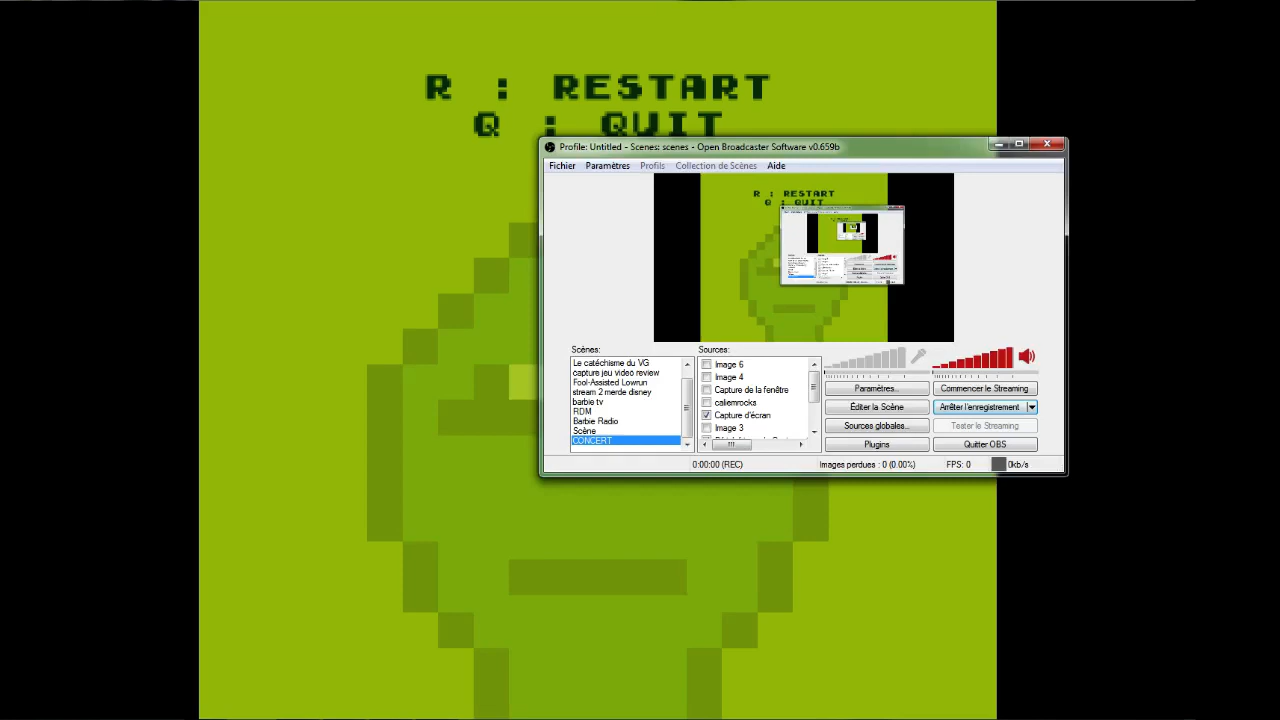 R : RESTART
Q : QUIT
Profile: Untitled - Scenes: scenes - Open Broadcaster Software v0.659b
Fichier Paramètres Profils Collection de Scènes Aide
R : RESTART
Q : QUIT
Scènes:
Le catéchisme du VG
capture jeu video review
Fool-Assisted Lowrun
stream 2 merde disney
barbie tv
RDM
Barbie Radio
Scène
CONCERT
Sources:
Image 6
Image 4
Capture de la fenêtre
caliemrocks
Capture d'écran
Image 3
Paramètres... Commencer le Streaming
Éditer la Scène Arrêter l'enregistrement
Sources globales... Tester le Streaming
Plugins Quitter OBS
0:00:00 (REC) Images perdues : 0 (0.00%) FPS: 0 0kb/s